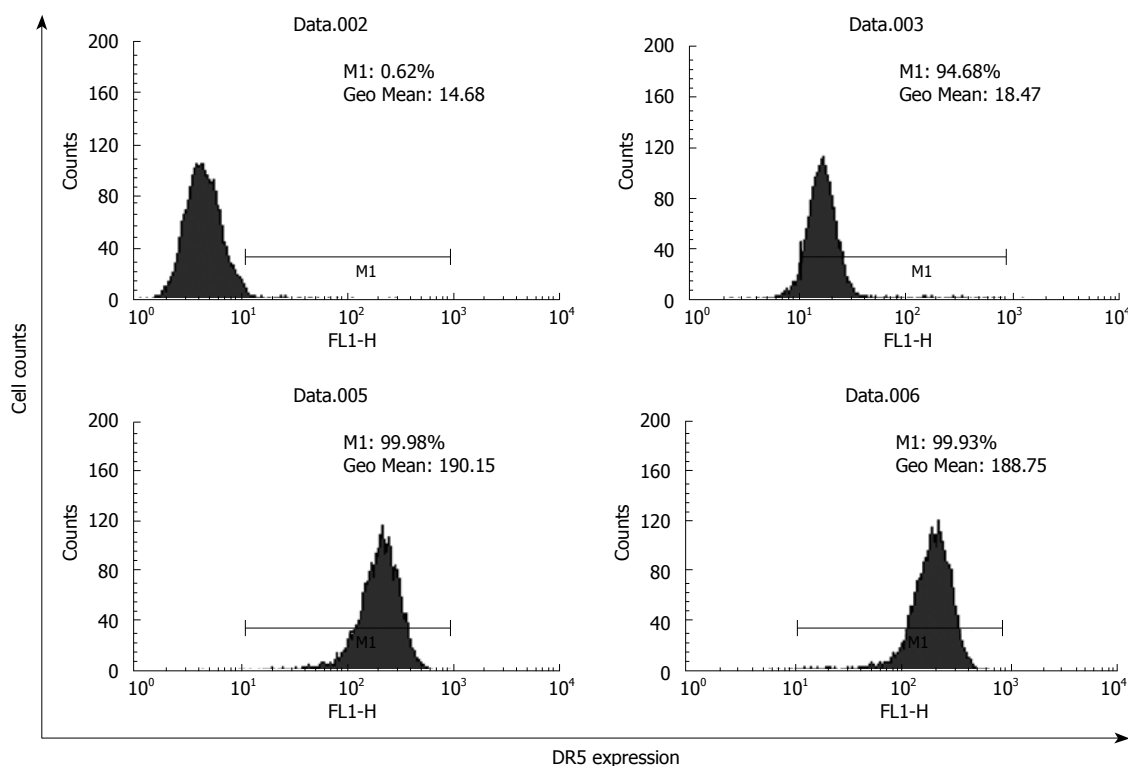 Data.002
M1: 0.62%
Geo Mean: 14.68
200
160
120
80
40
0
Counts
M1
10⁰ 10¹ 10² 10³ 10⁴
FL1-H
Data.003
M1: 94.68%
Geo Mean: 18.47
200
160
120
80
40
0
Counts
M1
10⁰ 10¹ 10² 10³ 10⁴
FL1-H
Data.005
M1: 99.98%
Geo Mean: 190.15
200
160
120
80
40
0
Counts
M1
10⁰ 10¹ 10² 10³ 10⁴
FL1-H
Data.006
M1: 99.93%
Geo Mean: 188.75
200
160
120
80
40
0
Counts
M1
10⁰ 10¹ 10² 10³ 10⁴
FL1-H
Cell counts
DR5 expression